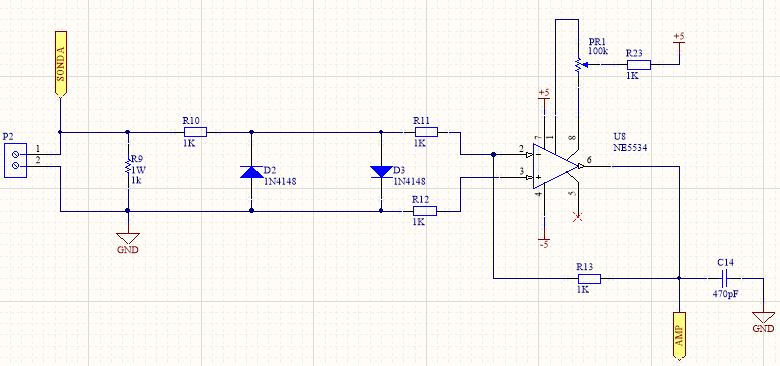 SONDA
P2
1
2
R9
1W
1k
GND
R10
1K
D2
1N4148
D3
1N4148
R11
1K
R12
1K
PR1
100k
R23
1K
+5
+5
7
1
8
U8
NE5534
2
3
-
+
6
4
5
-5
R13
1K
C14
470pF
AMP
GND